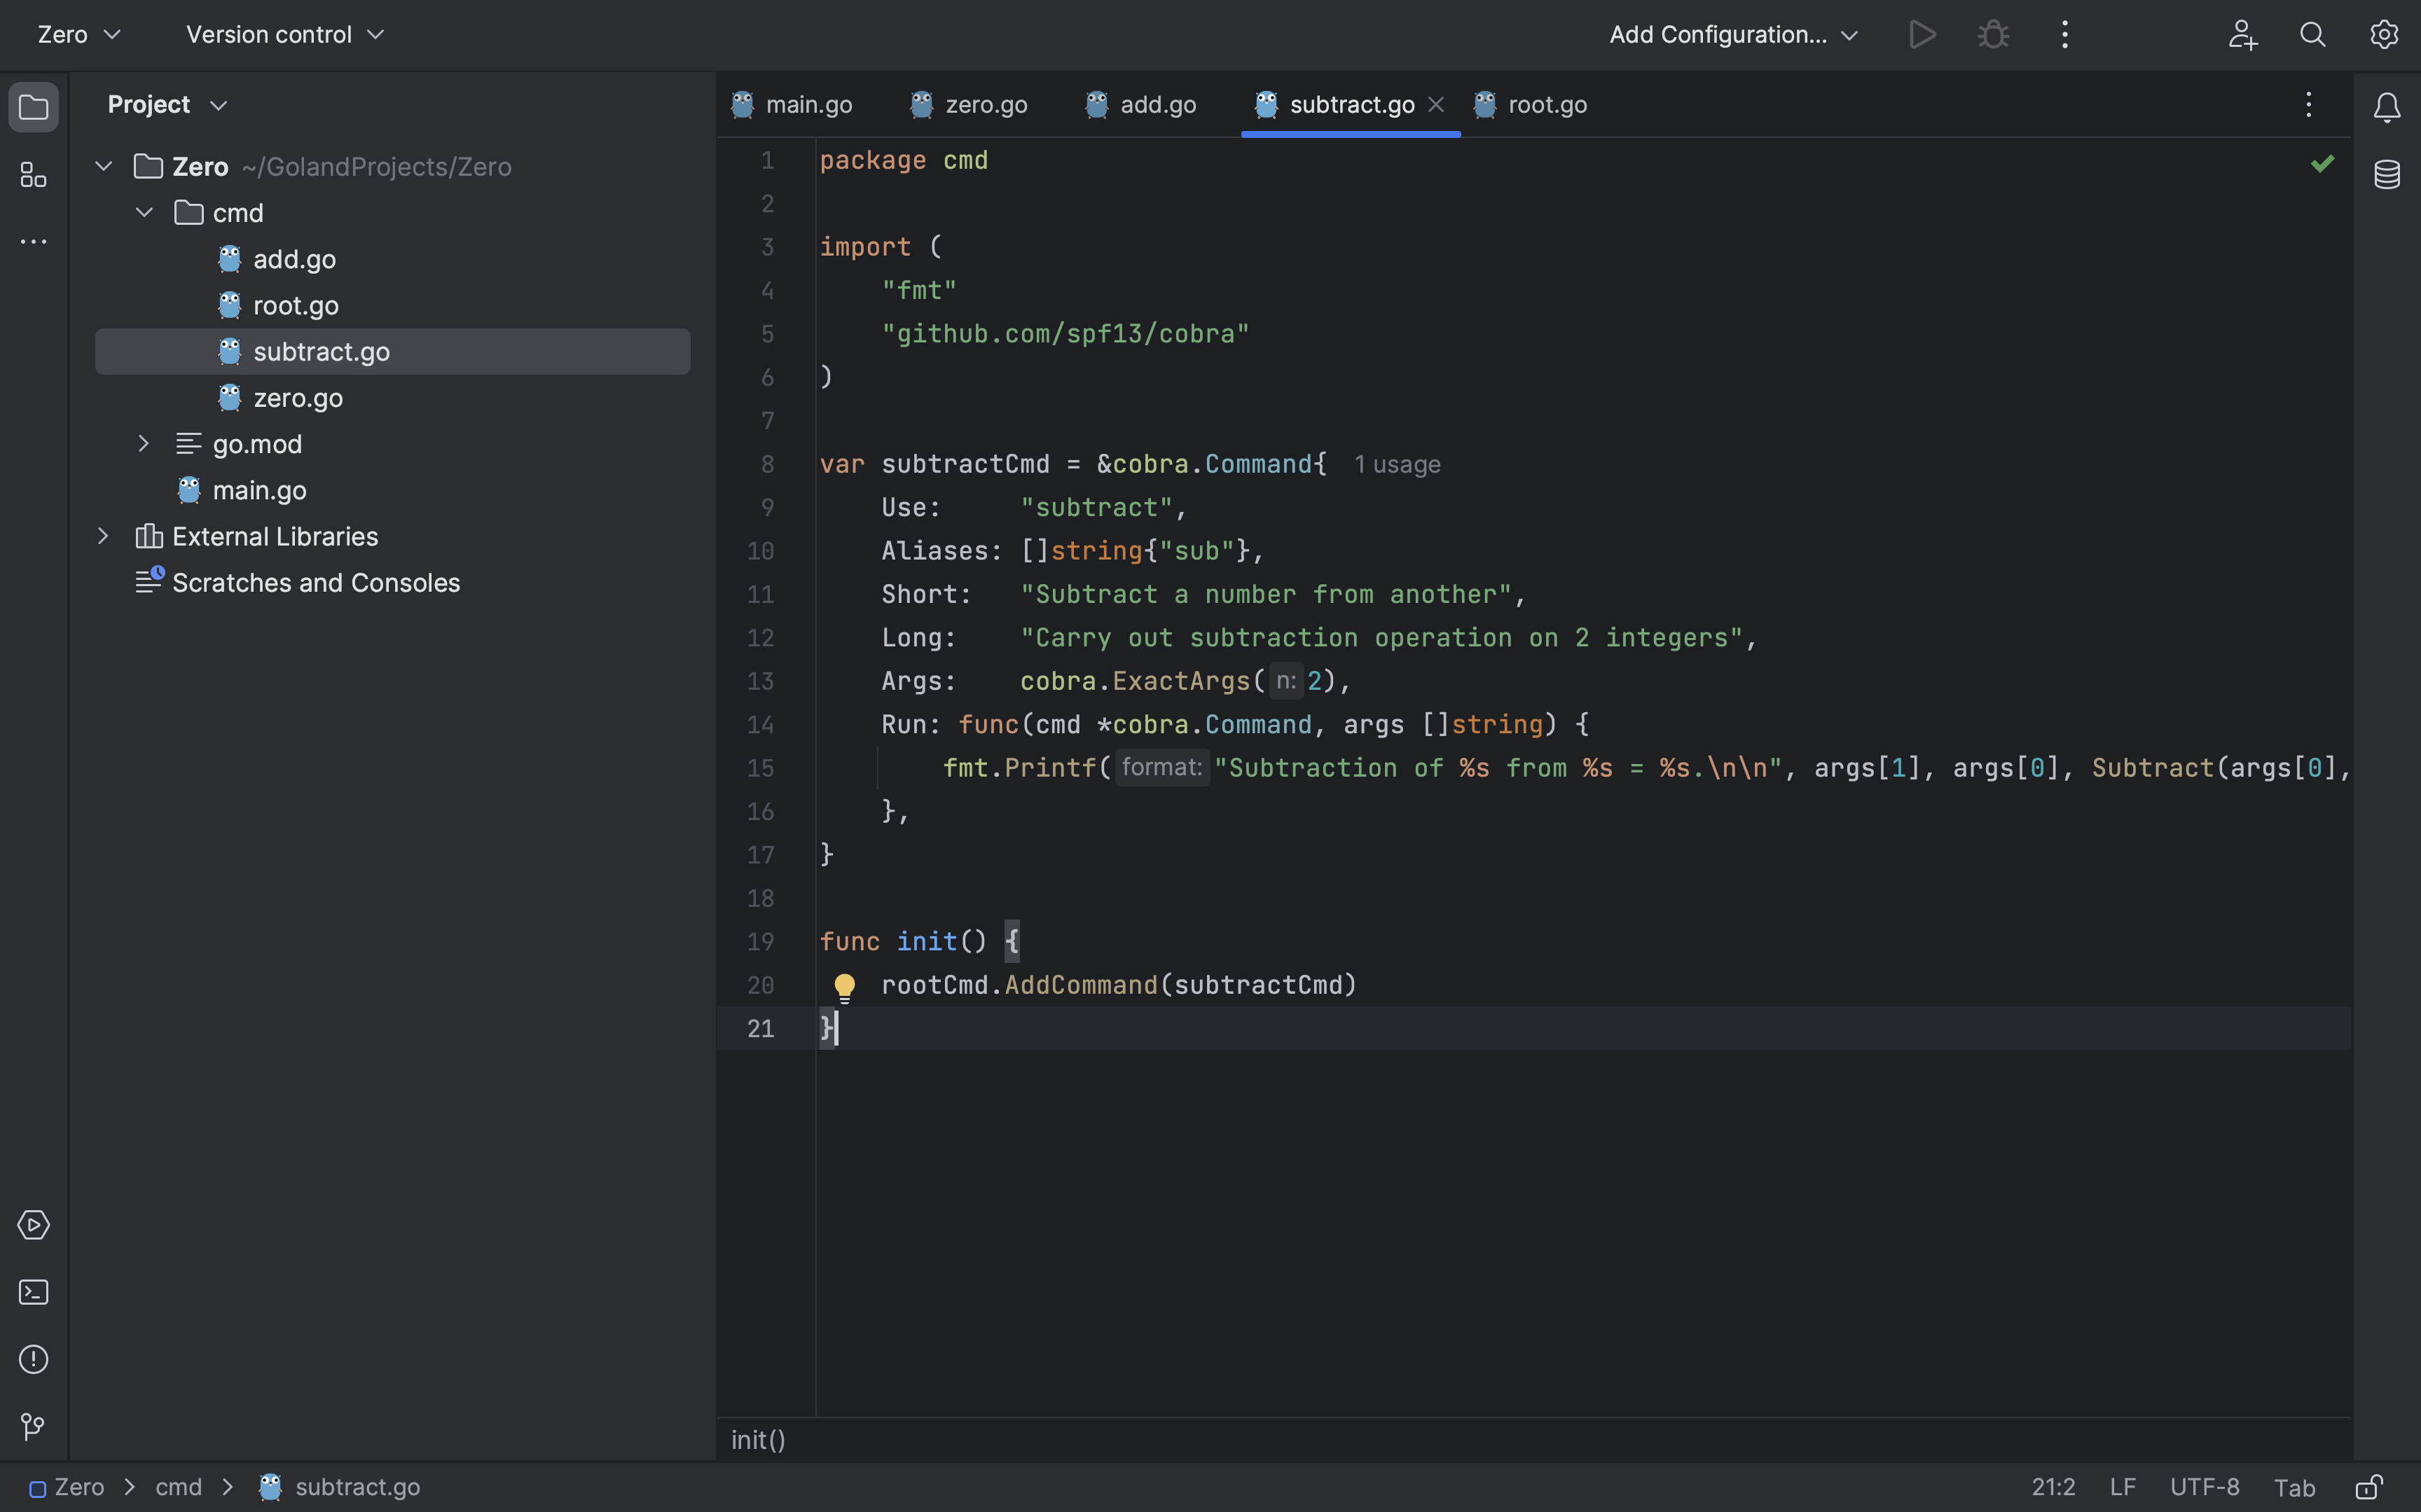 Zero
Version control
Add Configuration...
Project
Zero ~/GolandProjects/Zero
cmd
add.go
root.go
subtract.go
zero.go
go.mod
main.go
External Libraries
Scratches and Consoles
main.go
zero.go
add.go
subtract.go
root.go
1 package cmd
2
3 import (
4 "fmt"
5 "github.com/spf13/cobra"
6 )
7
8 var subtractCmd = &cobra.Command{ 1 usage
9 Use: "subtract",
10 Aliases: []string{"sub"},
11 Short: "Subtract a number from another",
12 Long: "Carry out subtraction operation on 2 integers",
13 Args: cobra.ExactArgs( n: 2),
14 Run: func(cmd *cobra.Command, args []string) {
15 fmt.Printf( format: "Subtraction of %s from %s = %s.\n\n", args[1], args[0], Subtract(args[0],
16 },
17 }
18
19 func init() {
20 rootCmd.AddCommand(subtractCmd)
21 }
init()
Zero > cmd > subtract.go
21:2 LF UTF-8 Tab